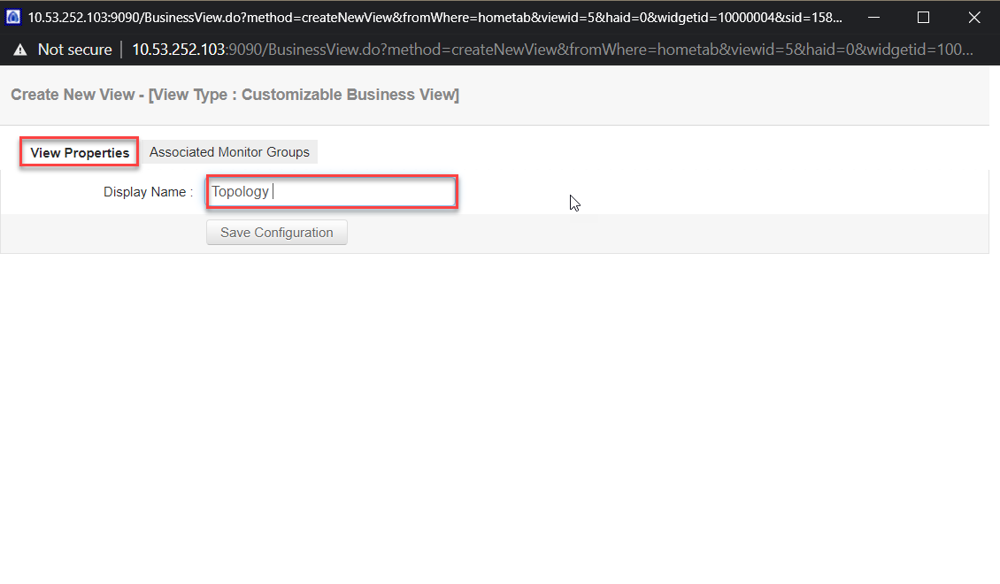 10.53.252.103:9090/BusinessView.do?method=createNewView&fromWhere=hometab&viewid=5&haid=0&widgetid=10000004&sid=158...
Not secure 10.53.252.103:9090/BusinessView.do?method=createNewView&fromWhere=hometab&viewid=5&haid=0&widgetid=100...
Create New View - [View Type : Customizable Business View]
View Properties Associated Monitor Groups
Display Name : Topology
Save Configuration